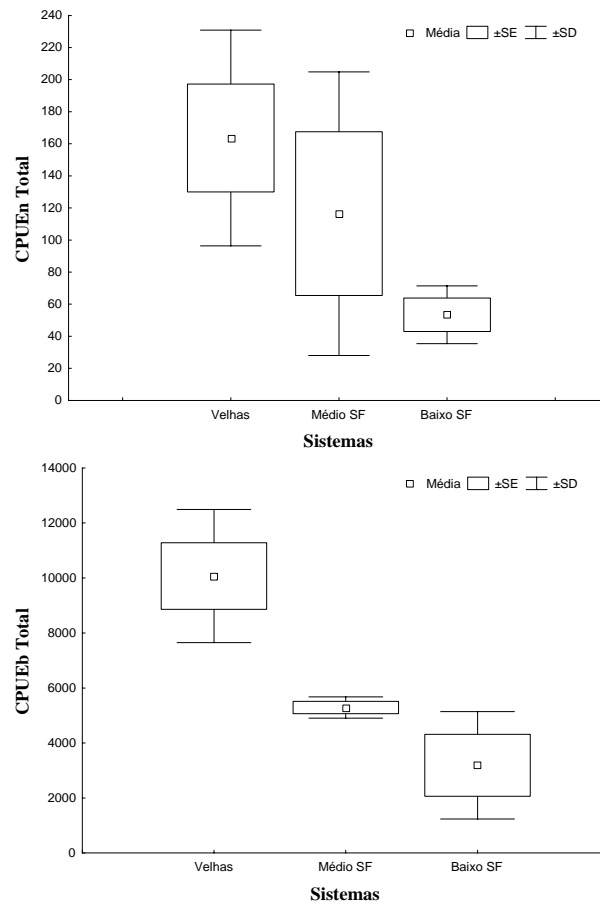 240
220
200
180
160
140
120
100
80
60
40
20
0
CPUEn Total
Média ±SE ±SD
Velhas Médio SF Baixo SF
Sistemas
14000
12000
10000
8000
6000
4000
2000
0
CPUEb Total
Média ±SE ±SD
Velhas Médio SF Baixo SF
Sistemas